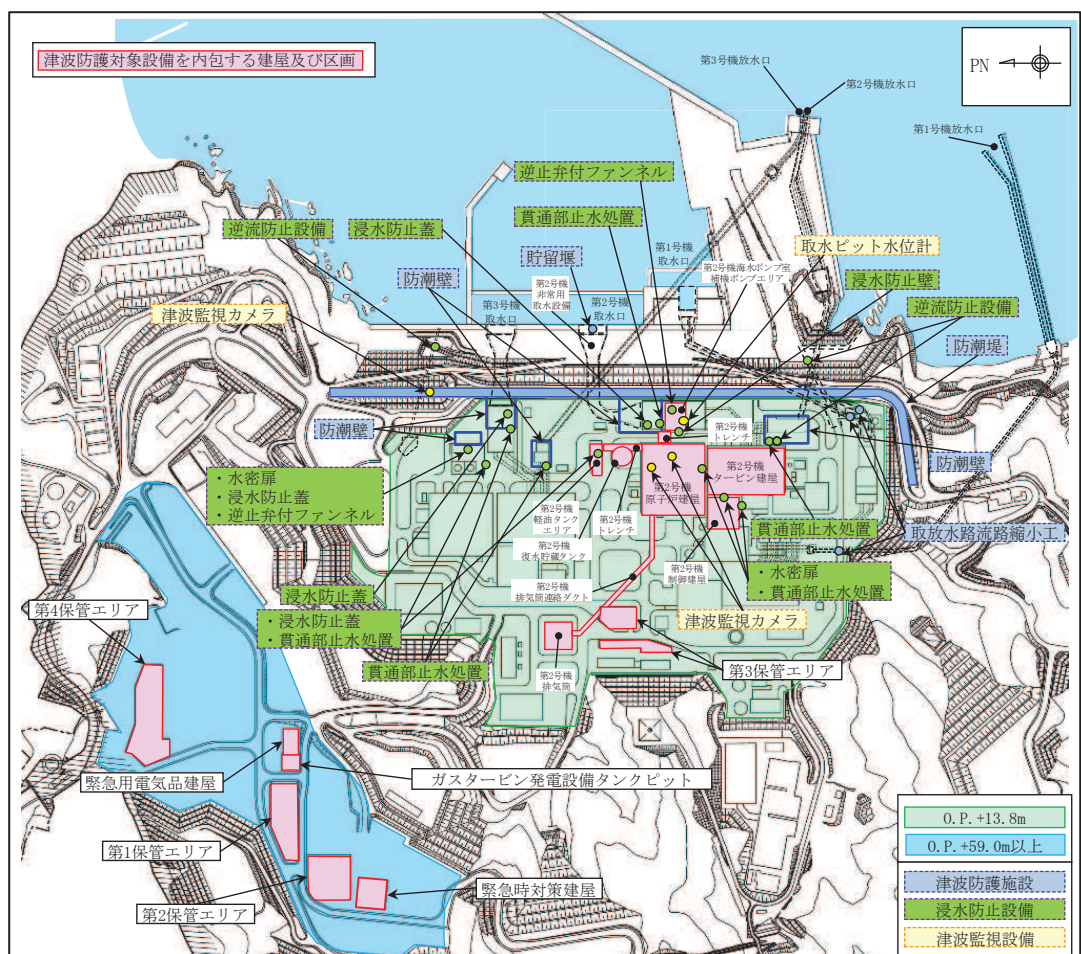 津波防護対象設備を内包する建屋及び区画
PN
第3号機放水口
第2号機放水口
第1号機放水口
逆止弁付ファンネル
貫通部止水処置
逆流防止設備
浸水防止蓋
防潮壁
貯留堰
第1号機
取水口
第2号機海水ポンプ室
補機ポンプエリア
取水ピット水位計
浸水防止壁
逆流防止設備
防潮堤
津波監視カメラ
第3号機
取水口
第2号機
非常用
取水設備
第2号機
取水口
防潮壁
第2号機
トレンチ
防潮壁
・水密扉
・浸水防止蓋
・逆止弁付ファンネル
第2号機
原子炉建屋
第2号機
タービン建屋
第2号機
軽油タンク
エリア
第2号機
トレンチ
第2号機
復水貯蔵タンク
第2号機
制御建屋
貫通部止水処置
取放水路流路縮小工
第2号機
排気筒連絡ダクト
・水密扉
・貫通部止水処置
浸水防止蓋
・浸水防止蓋
・貫通部止水処置
津波監視カメラ
第4保管エリア
貫通部止水処置
第2号機
排気筒
第3保管エリア
緊急用電気品建屋
ガスタービン発電設備タンクピット
第1保管エリア
第2保管エリア
緊急時対策建屋
O.P.+13.8m
O.P.+59.0m以上
津波防護施設
浸水防止設備
津波監視設備